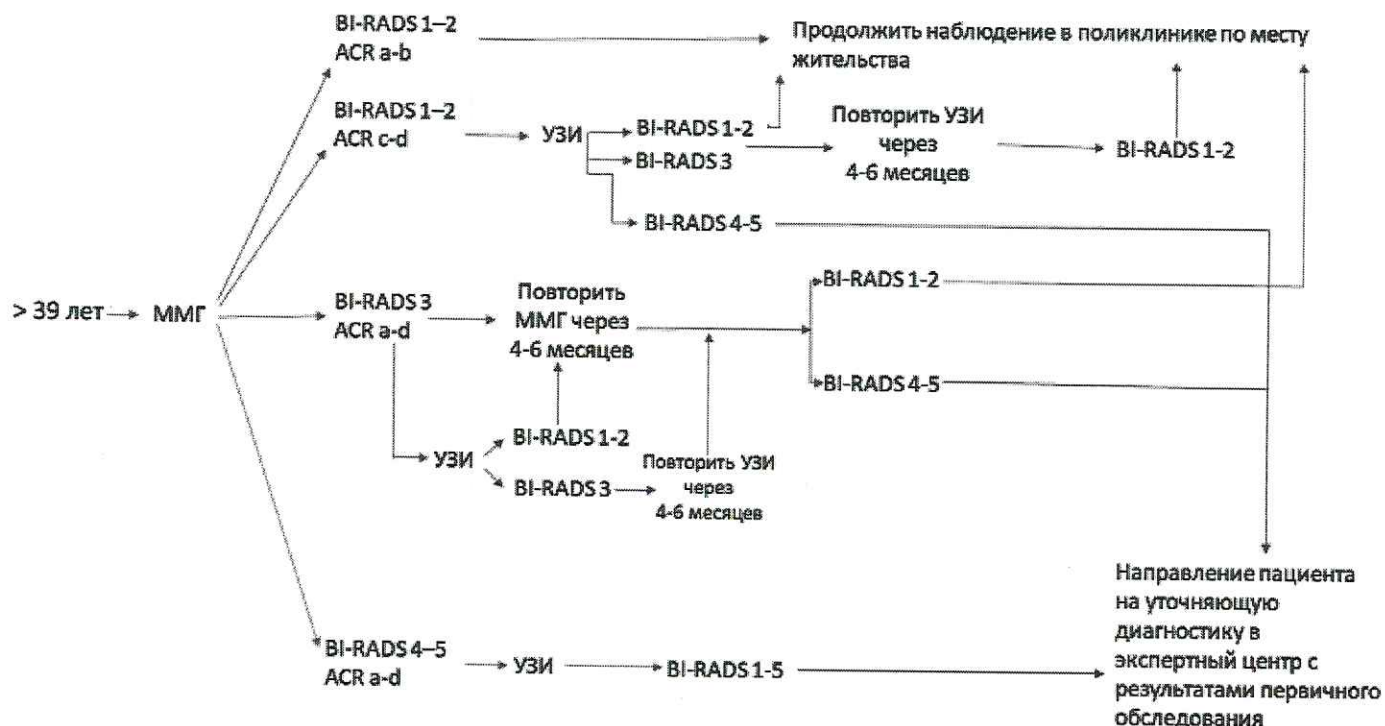 BI-RADS 1–2
ACR a-b
Продолжить наблюдение в поликлинике по месту
жительства
BI-RADS 1–2
ACR c-d
УЗИ
BI-RADS 1-2
BI-RADS 3
Повторить УЗИ
через
4-6 месяцев
BI-RADS 1-2
BI-RADS 4-5
> 39 лет
ММГ
BI-RADS 3
ACR a-d
Повторить
ММГ через
4-6 месяцев
BI-RADS 1-2
BI-RADS 4-5
УЗИ
BI-RADS 1-2
BI-RADS 3
Повторить УЗИ
через
4-6 месяцев
BI-RADS 4–5
ACR a-d
УЗИ
BI-RADS 1-5
Направление пациента
на уточняющую
диагностику в
экспертный центр с
результатами первичного
обследования